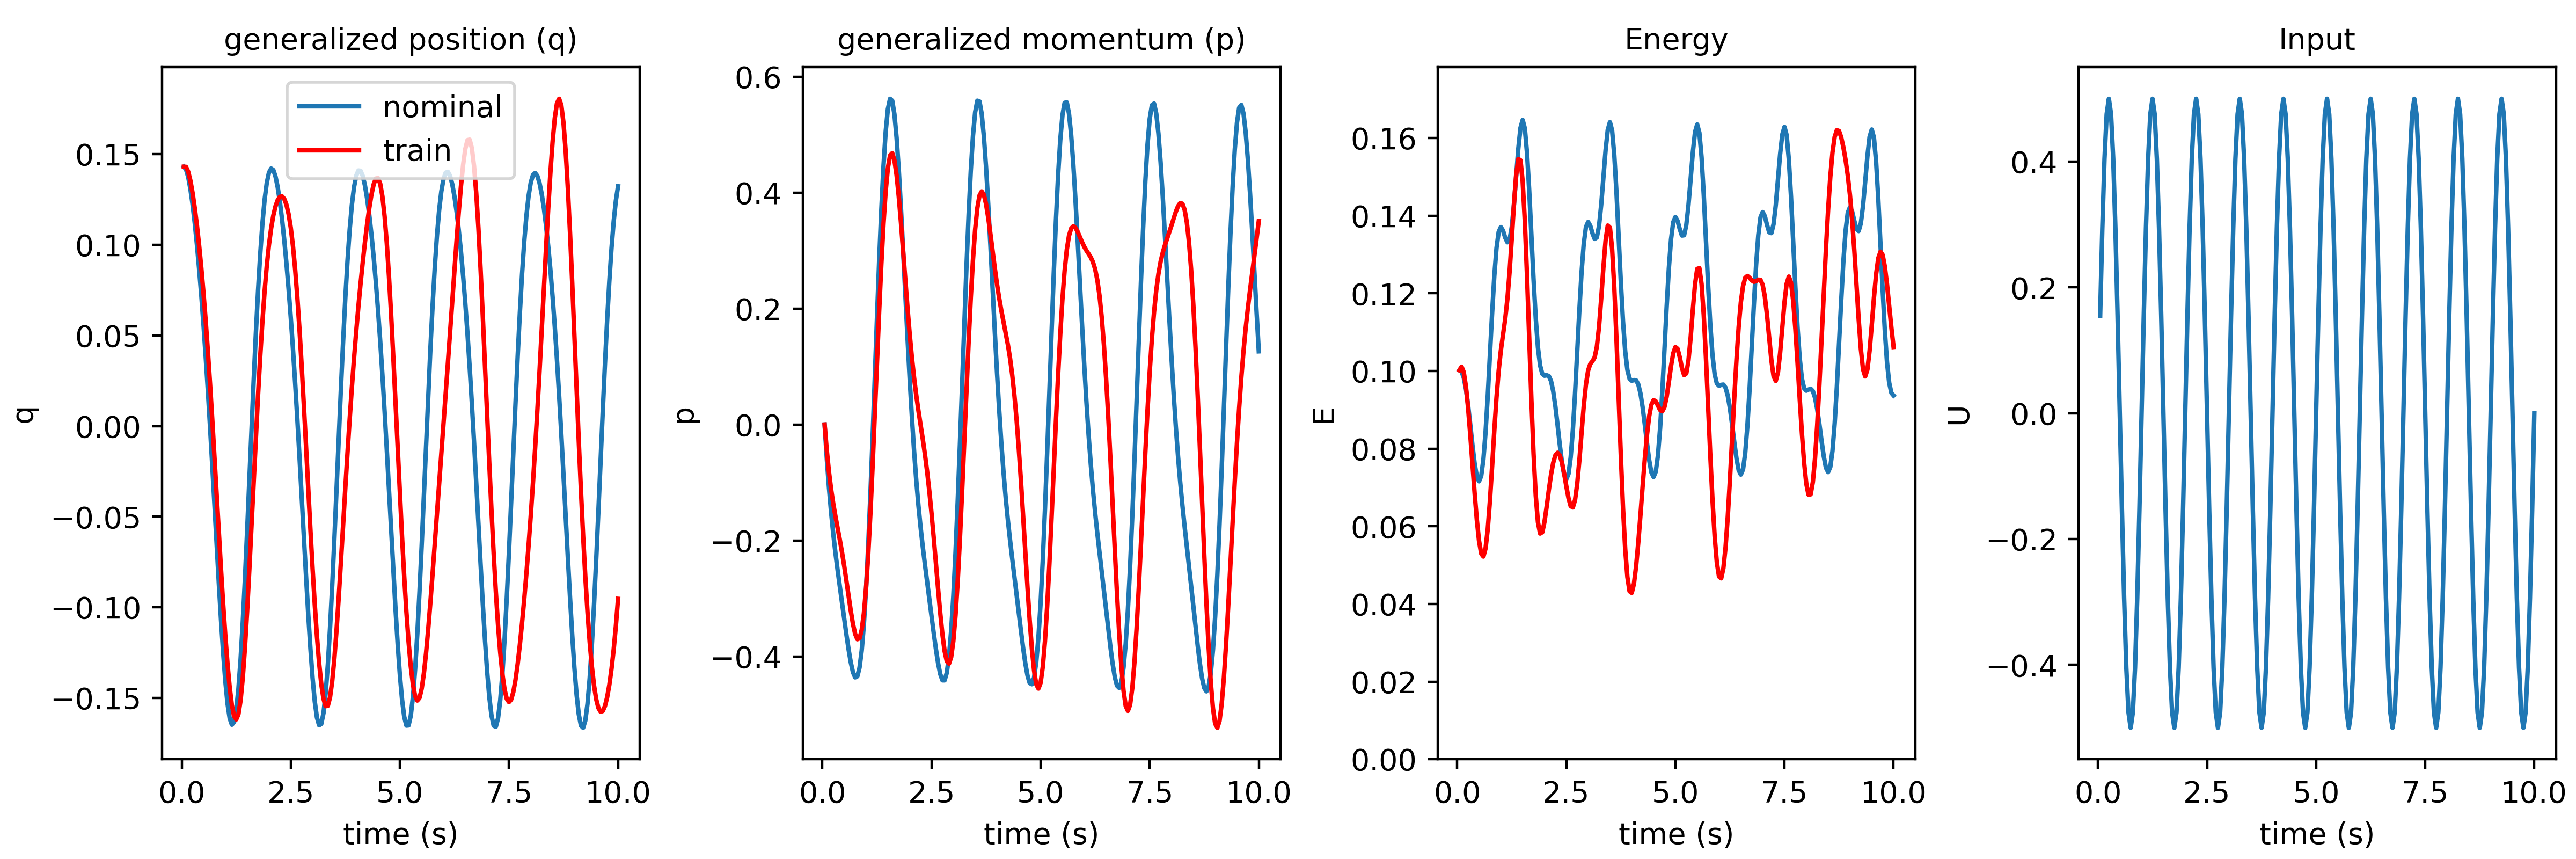 generalized position (q)
generalized momentum (p)
Energy
Input
nominal
train
q
0.15
0.10
0.05
0.00
−0.05
−0.10
−0.15
0.0 2.5 5.0 7.5 10.0
time (s)
p
0.6
0.4
0.2
0.0
−0.2
−0.4
0.0 2.5 5.0 7.5 10.0
time (s)
E
0.16
0.14
0.12
0.10
0.08
0.06
0.04
0.02
0.00
0.0 2.5 5.0 7.5 10.0
time (s)
U
0.4
0.2
0.0
−0.2
−0.4
0.0 2.5 5.0 7.5 10.0
time (s)